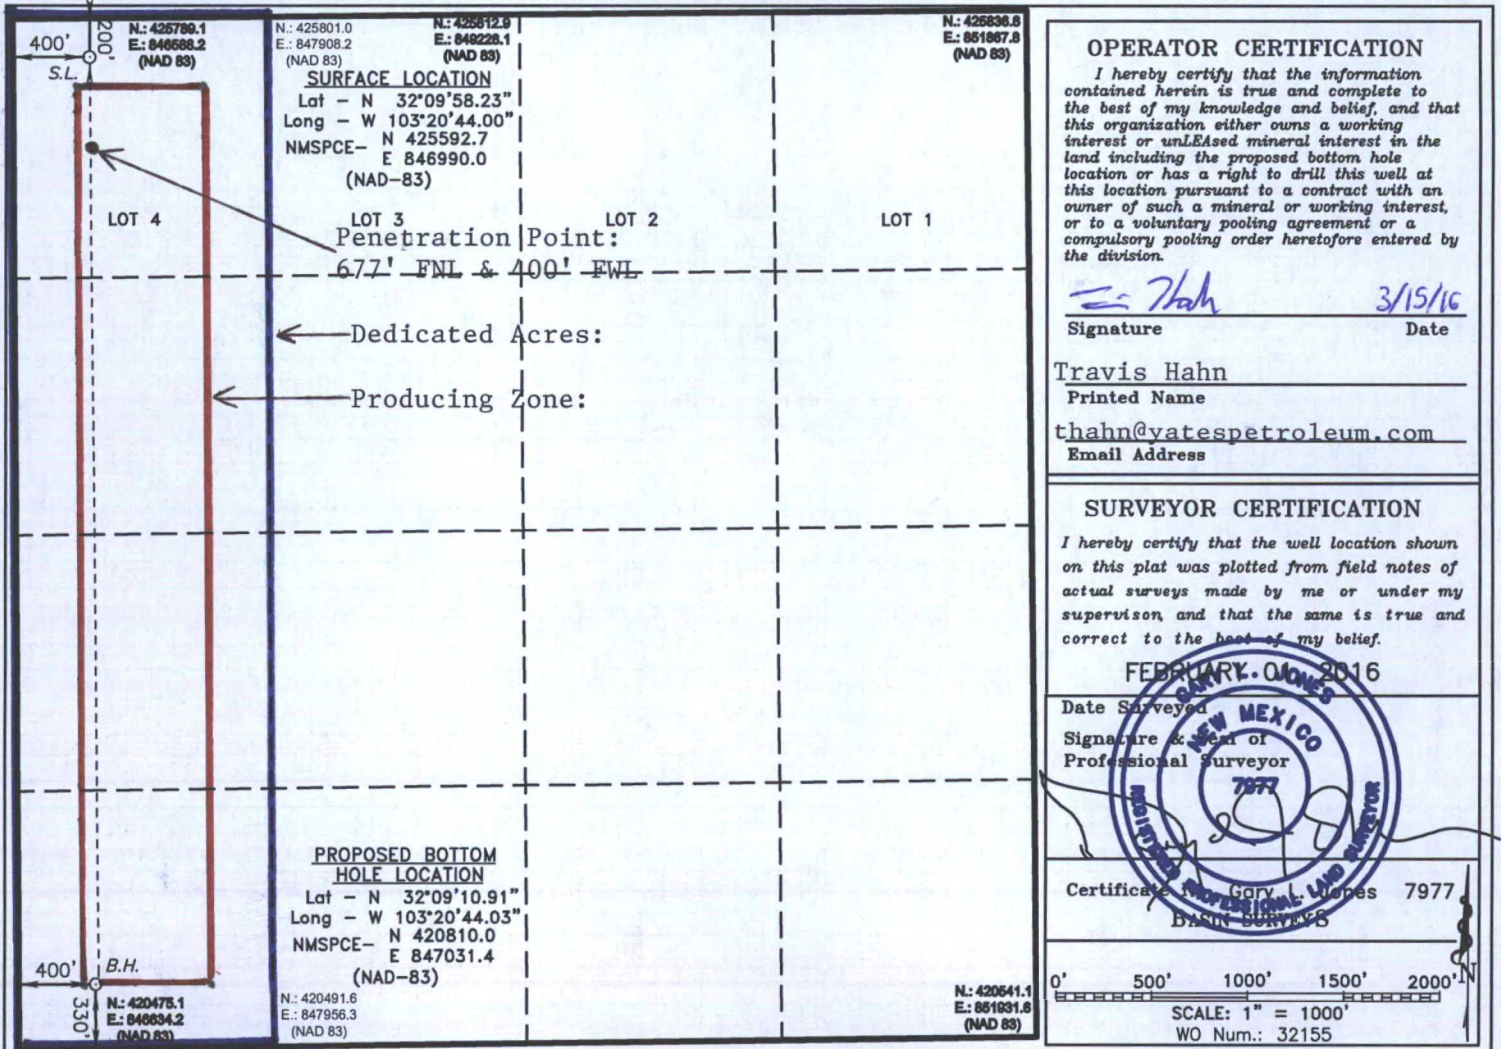 200'
400'
S.L.
N.: 425789.1
E.: 846588.2
(NAD 83)
N.: 425801.0
E.: 847908.2
(NAD 83)
N.: 425812.9
E.: 849228.1
(NAD 83)
N.: 425836.6
E.: 851867.8
(NAD 83)
SURFACE LOCATION
Lat - N 32°09'58.23"
Long - W 103°20'44.00"
NMSPCE- N 425592.7
E 846990.0
(NAD-83)
LOT 4
LOT 3
LOT 2
LOT 1
Penetration Point:
677' FNL & 400' FWL
Dedicated Acres:
Producing Zone:
PROPOSED BOTTOM
HOLE LOCATION
Lat - N 32°09'10.91"
Long - W 103°20'44.03"
NMSPCE- N 420810.0
E 847031.4
(NAD-83)
400'
B.H.
330'
N.: 420475.1
E.: 846634.2
(NAD 83)
N.: 420491.6
E.: 847956.3
(NAD 83)
N.: 420541.1
E.: 851931.6
(NAD 83)
OPERATOR CERTIFICATION
I hereby certify that the information
contained herein is true and complete to
the best of my knowledge and belief, and that
this organization either owns a working
interest or unLEAsed mineral interest in the
land including the proposed bottom hole
location or has a right to drill this well at
this location pursuant to a contract with an
owner of such a mineral or working interest,
or to a voluntary pooling agreement or a
compulsory pooling order heretofore entered by
the division.
3/15/16
Signature Date
Travis Hahn
Printed Name
thahn@yatespetroleum.com
Email Address
SURVEYOR CERTIFICATION
I hereby certify that the well location shown
on this plat was plotted from field notes of
actual surveys made by me or under my
and that the same is true and
correct to the best of my belief.
FEBRUARY 01 2016
Date Surveyed
Signature & Seal of
Professional Surveyor
GARY L. JONES
NEW MEXICO
7977
REGISTERED PROFESSIONAL LAND SURVEYOR
Certificate Gary L. Jones 7977
BASIN SURVEYS
N
0 500' 1000' 1500' 2000'
SCALE: 1" = 1000'
WO Num.: 32155